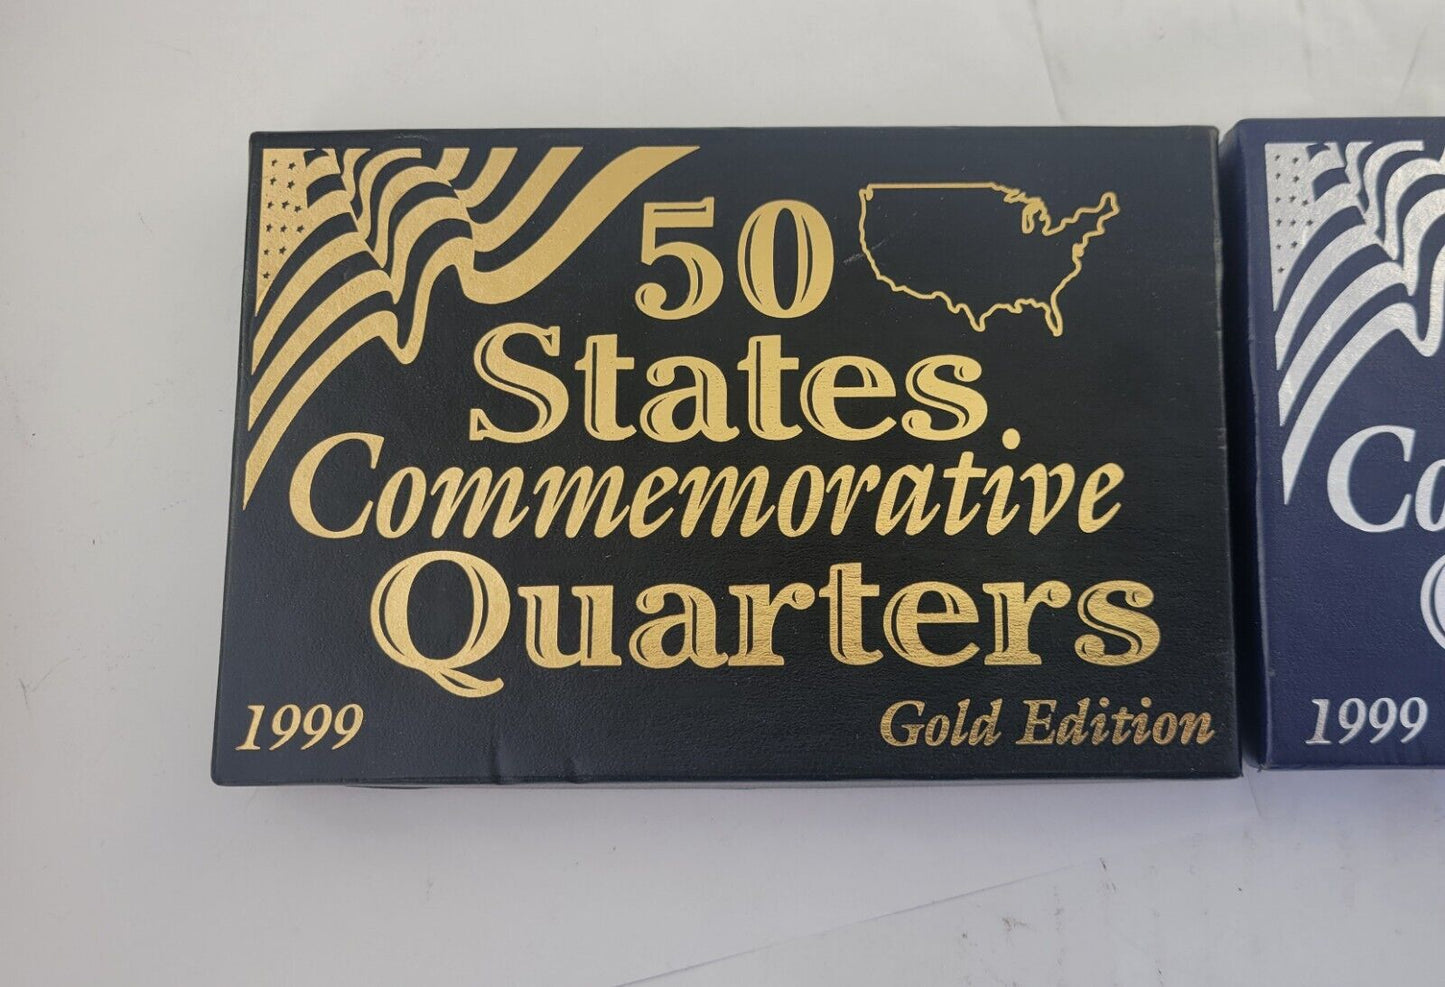 50
States
Commemorative
Quarters
1999
Gold Edition
1999